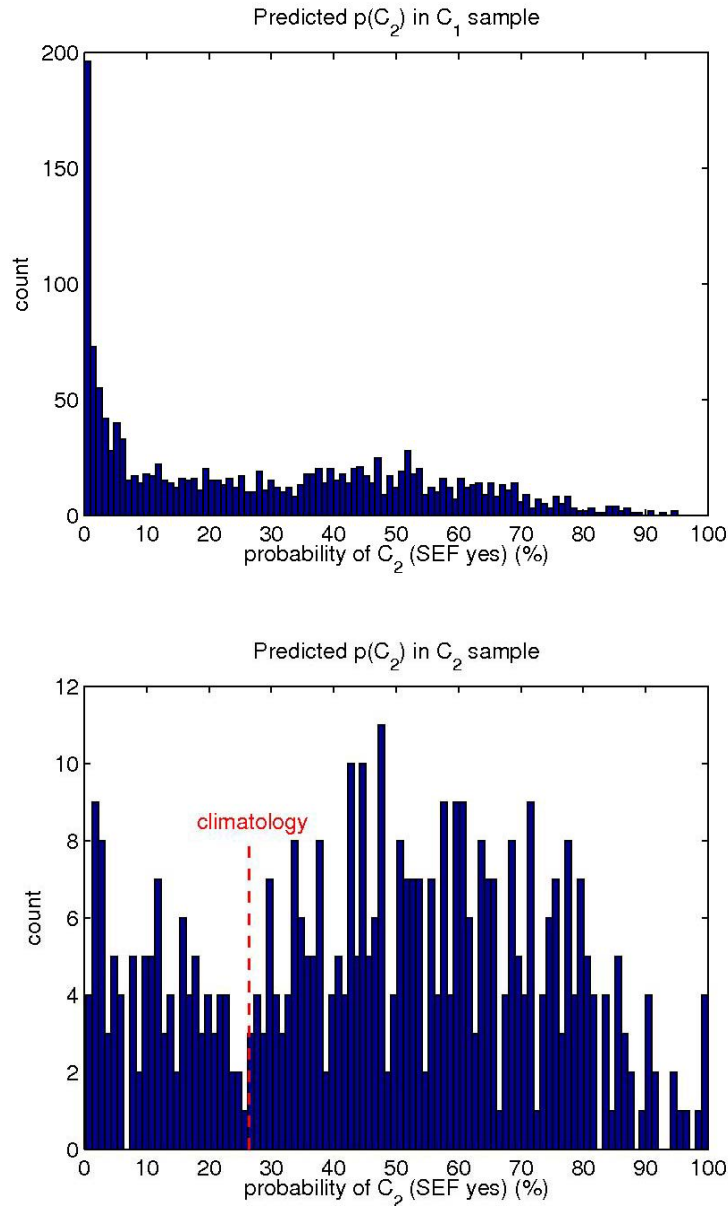 Predicted p(C₂) in C₁ sample
200
150
100
50
0
count
0 10 20 30 40 50 60 70 80 90 100
probability of C₂ (SEF yes) (%)
Predicted p(C₂) in C₂ sample
12
10
8
6
4
2
0
count
climatology
0 10 20 30 40 50 60 70 80 90 100
probability of C₂ (SEF yes) (%)